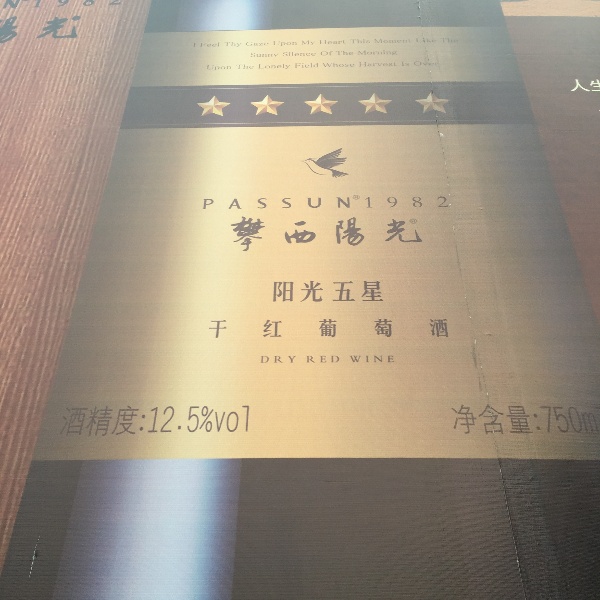 N1982
陽光
I Feel Thy Gaze Upon My Heart This Moment Like The
Sunny Silence Of The Morning
Upon The Lonely Field Whose Harvest Is Over
人生
PASSUN®1982
攀西陽光®
阳光五星
干红葡萄酒
DRY RED WINE
酒精度:12.5%vol
净含量:750m